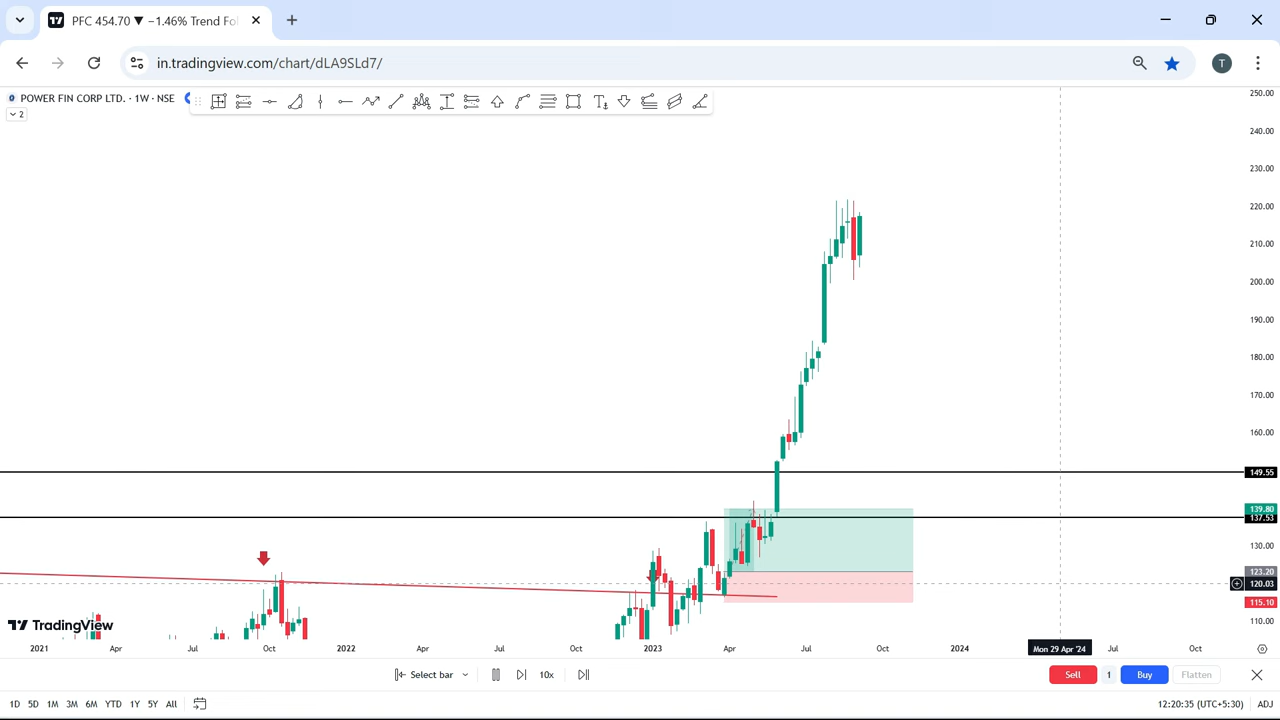 PFC 454.70 ▼ −1.46% Trend Fo
in.tradingview.com/chart/dLA9SLd7/
T
POWER FIN CORP LTD. · 1W · NSE
2
250.00
240.00
230.00
220.00
210.00
200.00
190.00
180.00
170.00
160.00
149.55
139.80
137.53
130.00
123.20
120.03
115.10
110.00
TradingView
2021 Apr Jul Oct 2022 Apr Jul Oct 2023 Apr Jul Oct 2024 Mon 29 Apr '24 Jul Oct
Select bar 10x Sell 1 Buy Flatten
1D 5D 1M 3M 6M YTD 1Y 5Y All 12:20:35 (UTC+5:30) ADJ